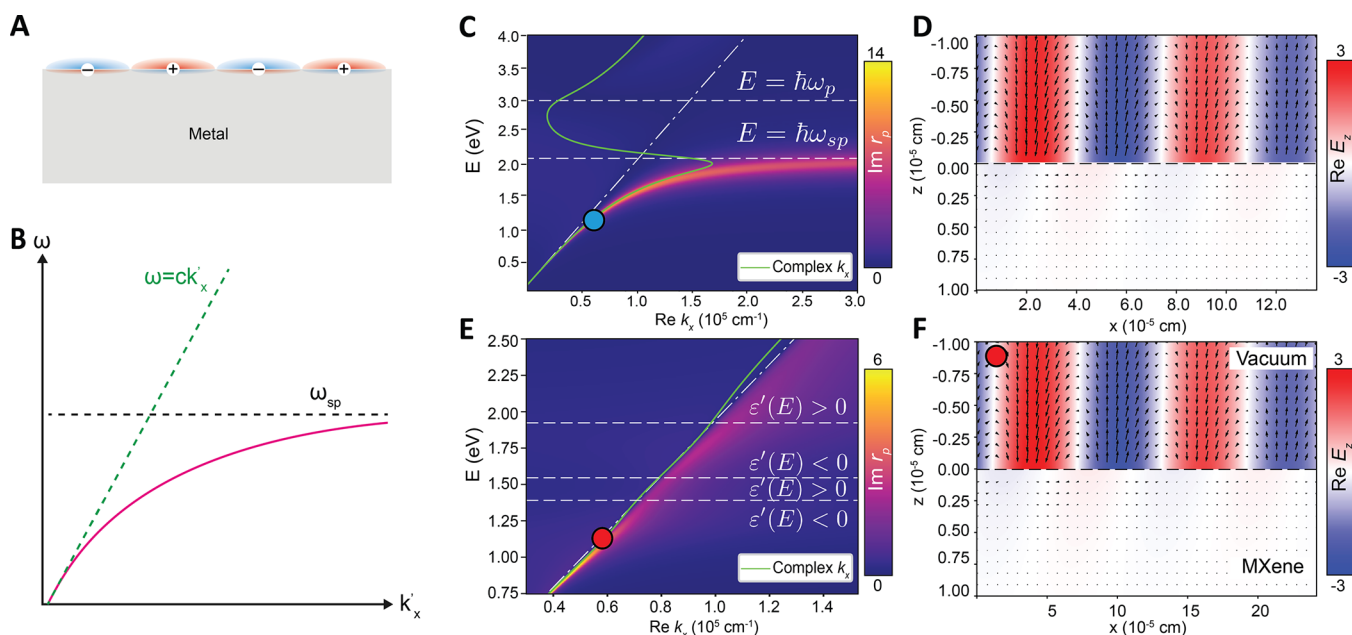 A
−
+
−
+
Metal
B
ω
ω=ck'x
ωsp
k'x
C
4.0
3.5
3.0
2.5
2.0
1.5
1.0
0.5
E (eV)
E = ħωp
E = ħωsp
Complex kx
0.5
1.0
1.5
2.0
2.5
3.0
Re kx (10⁵ cm⁻¹)
14
Im rp
0
D
-1.00
-0.75
-0.50
-0.25
0.00
0.25
0.50
0.75
1.00
z (10⁻⁵ cm)
2.0
4.0
6.0
8.0
10.0
12.0
x (10⁻⁵ cm)
3
Re Ez
-3
E
2.50
2.25
2.00
1.75
1.50
1.25
1.00
0.75
E (eV)
ε′(E) > 0
ε′(E) < 0
ε′(E) > 0
ε′(E) < 0
Complex kx
0.4
0.6
0.8
1.0
1.2
1.4
Re kx (10⁵ cm⁻¹)
6
Im rp
0
F
-1.00
-0.75
-0.50
-0.25
0.00
0.25
0.50
0.75
1.00
z (10⁻⁵ cm)
Vacuum
MXene
5
10
15
20
x (10⁻⁵ cm)
3
Re Ez
-3